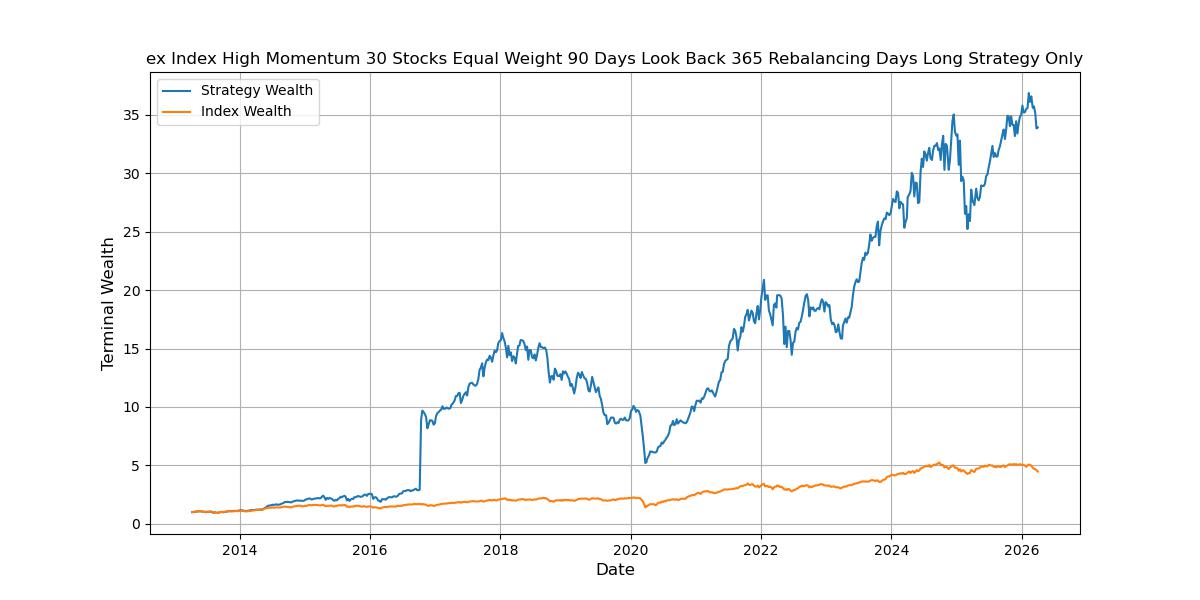 ex Index High Momentum 30 Stocks Equal Weight 90 Days Look Back 365 Rebalancing Days Long Strategy Only
Strategy Wealth
Index Wealth
Terminal Wealth
35
30
25
20
15
10
5
0
2014 2016 2018 2020 2022 2024 2026
Date